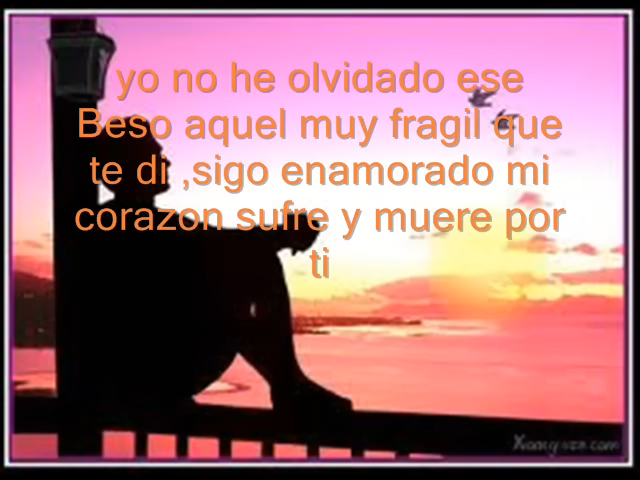 yo no he olvidado ese
Beso aquel muy fragil que
te di ,sigo enamorado mi
corazon sufre y muere por
ti